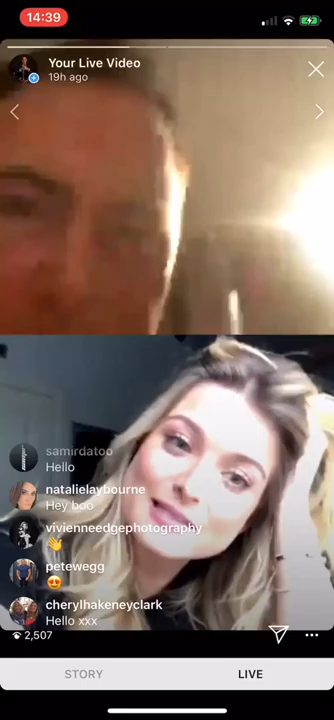 14:39
Your Live Video
19h ago
samirdatoo
Hello
natalielaybourne
Hey boo
vivienneedgephotography
👋
petewegg
😍
cherylhakeneyclark
Hello xxx
2,507
STORY
LIVE